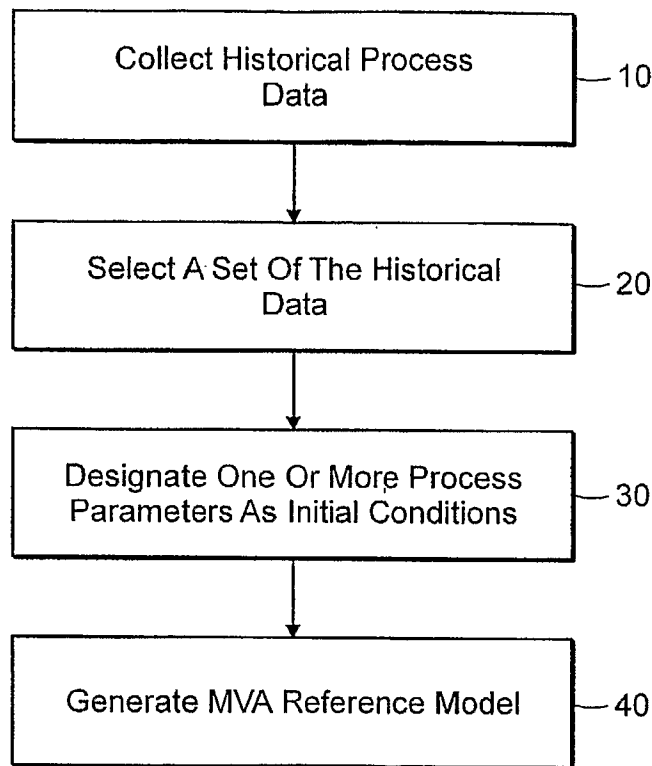 Collect Historical Process
Data
10
Select A Set Of The Historical
Data
20
Designate One Or More Process
Parameters As Initial Conditions
30
Generate MVA Reference Model
40